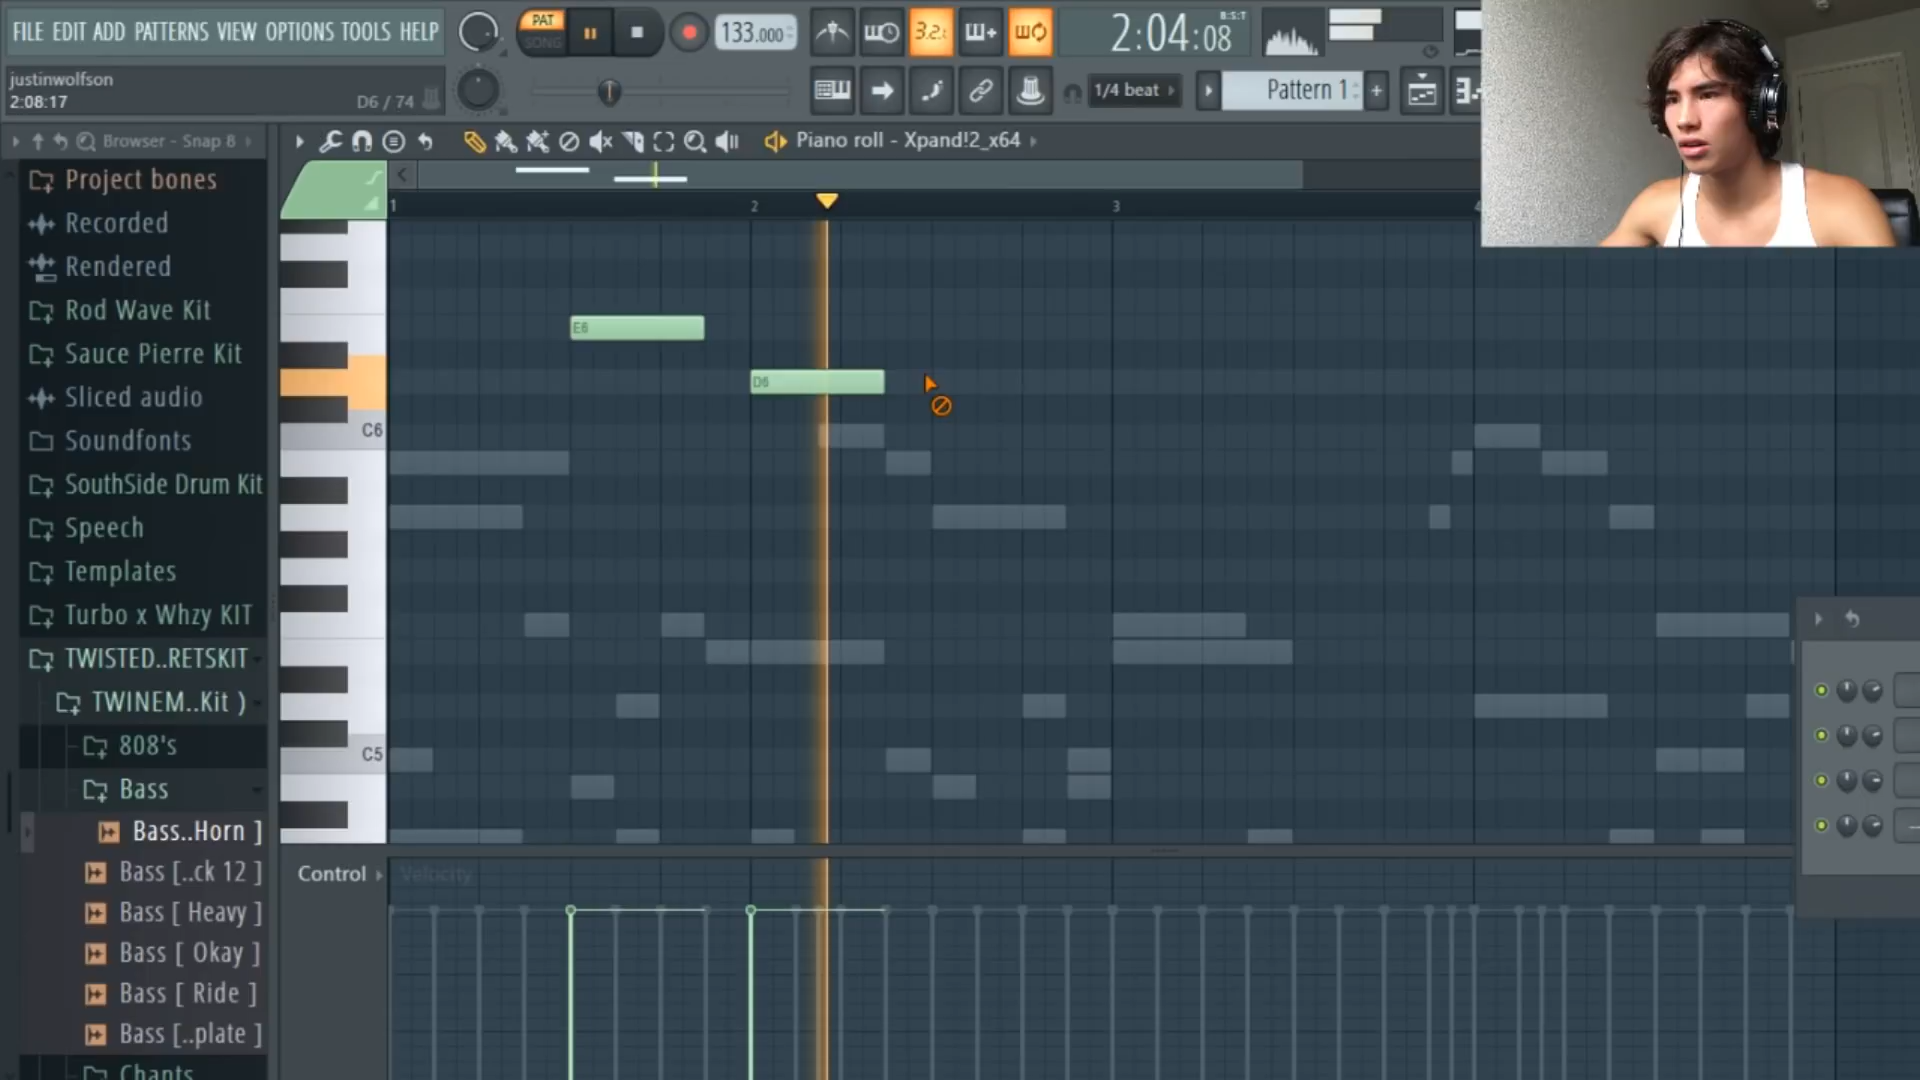 FILE EDIT ADD PATTERNS VIEW OPTIONS TOOLS HELP
PAT
SONG
133.000
3.2.
2:04:08
B:S:T
justinwolfson
2:08:17
D6 / 74
1/4 beat
Pattern 1
+
Browser - Snap 8
Piano roll - Xpand!2_x64
Project bones
Recorded
Rendered
Rod Wave Kit
Sauce Pierre Kit
Sliced audio
Soundfonts
SouthSide Drum Kit
Speech
Templates
Turbo x Whzy KIT
TWISTED..RETSKIT
TWINEM..Kit )
808's
Bass
Bass..Horn ]
Bass [..ck 12 ]
Bass [ Heavy ]
Bass [ Okay ]
Bass [ Ride ]
Bass [..plate ]
Chants
1
2
3
4
E6
D6
C6
C5
Control
Velocity